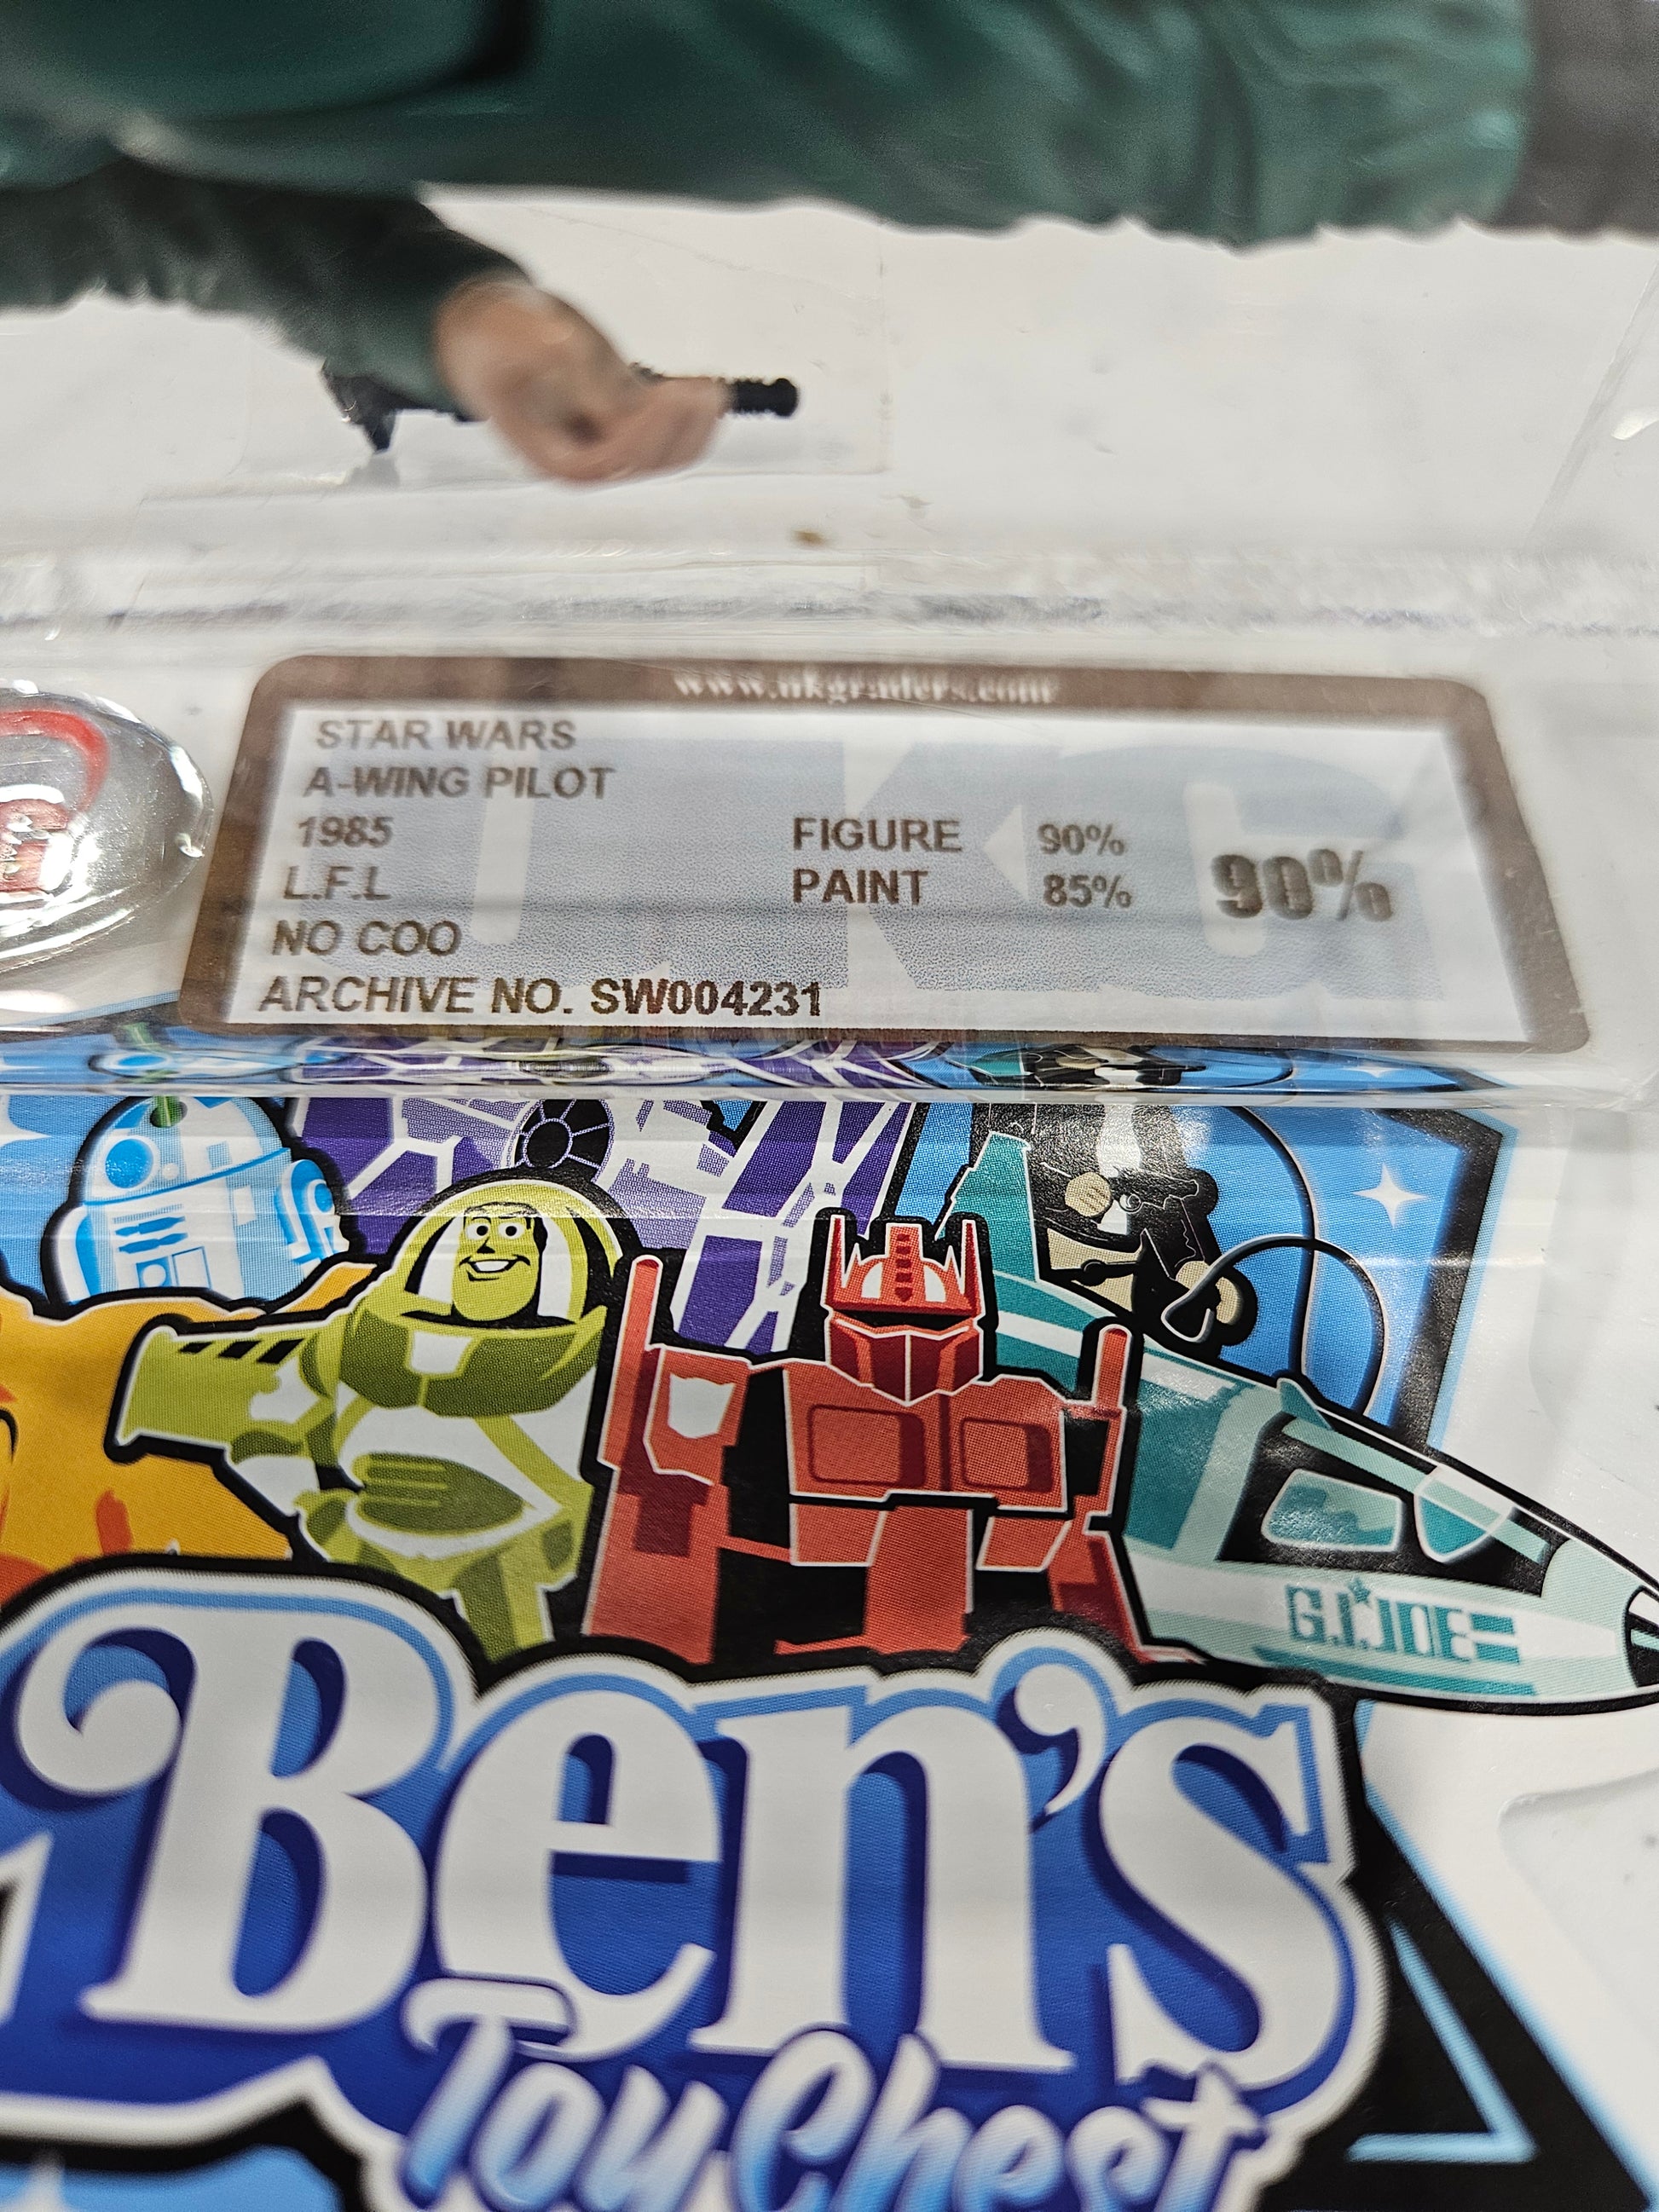 www.ukgraders.com
STAR WARS
A-WING PILOT
1985
L.F.L
NO COO
ARCHIVE NO. SW004231
FIGURE 90%
PAINT 85%
90%
UKG
G.I.JOE
Ben's
Toy Chest